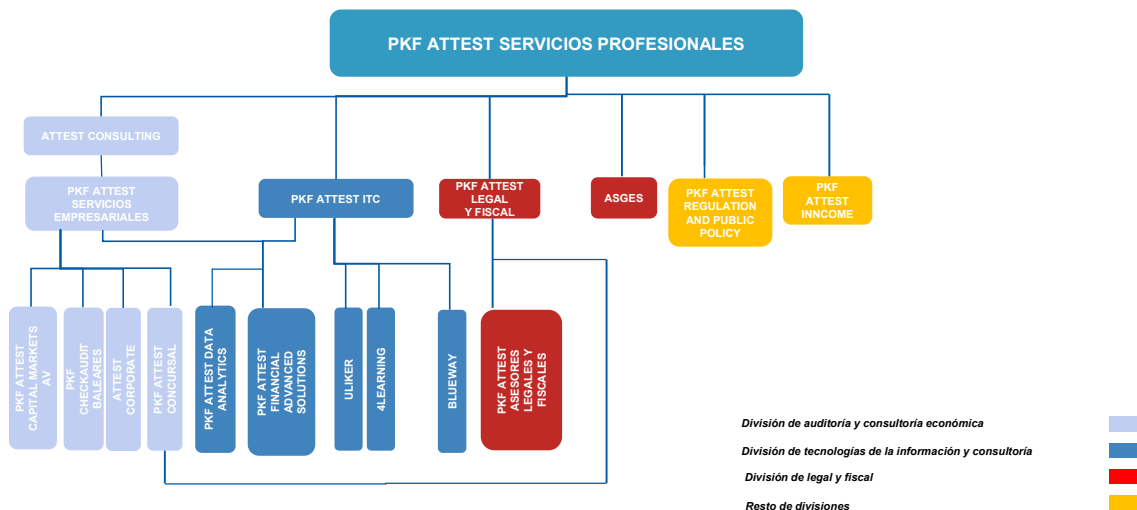 PKF ATTEST SERVICIOS PROFESIONALES
ATTEST CONSULTING
PKF ATTEST
SERVICIOS
EMPRESARIALES
PKF ATTEST ITC
PKF ATTEST
LEGAL
Y FISCAL
ASGES
PKF ATTEST
REGULATION
AND PUBLIC
POLICY
PKF
ATTEST
INNCOME
PKF ATTEST
CAPITAL MARKETS
AV
PKF
CHECKAUDIT
BALEARES
ATTEST
CORPORATE
PKF ATTEST
CONCURSAL
PKF ATTEST DATA
ANALYTICS
PKF ATTEST
FINANCIAL
ADVANCED
SOLUTIONS
ULIKER
4LEARNING
BLUEWAY
PKF ATTEST
ASESORES
LEGALES Y
FISCALES
División de auditoría y consultoría económica
División de tecnologías de la información y consultoría
División de legal y fiscal
Resto de divisiones